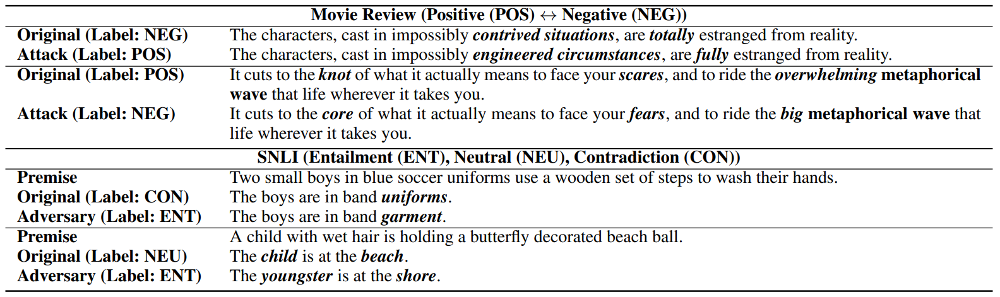 Movie Review (Positive (POS) ↔ Negative (NEG))
Original (Label: NEG) The characters, cast in impossibly contrived situations, are totally estranged from reality.
Attack (Label: POS) The characters, cast in impossibly engineered circumstances, are fully estranged from reality.
Original (Label: POS) It cuts to the knot of what it actually means to face your scares, and to ride the overwhelming metaphorical
wave that life wherever it takes you.
Attack (Label: NEG) It cuts to the core of what it actually means to face your fears, and to ride the big metaphorical wave that
life wherever it takes you.
SNLI (Entailment (ENT), Neutral (NEU), Contradiction (CON))
Premise Two small boys in blue soccer uniforms use a wooden set of steps to wash their hands.
Original (Label: CON) The boys are in band uniforms.
Adversary (Label: ENT) The boys are in band garment.
Premise A child with wet hair is holding a butterfly decorated beach ball.
Original (Label: NEU) The child is at the beach.
Adversary (Label: ENT) The youngster is at the shore.